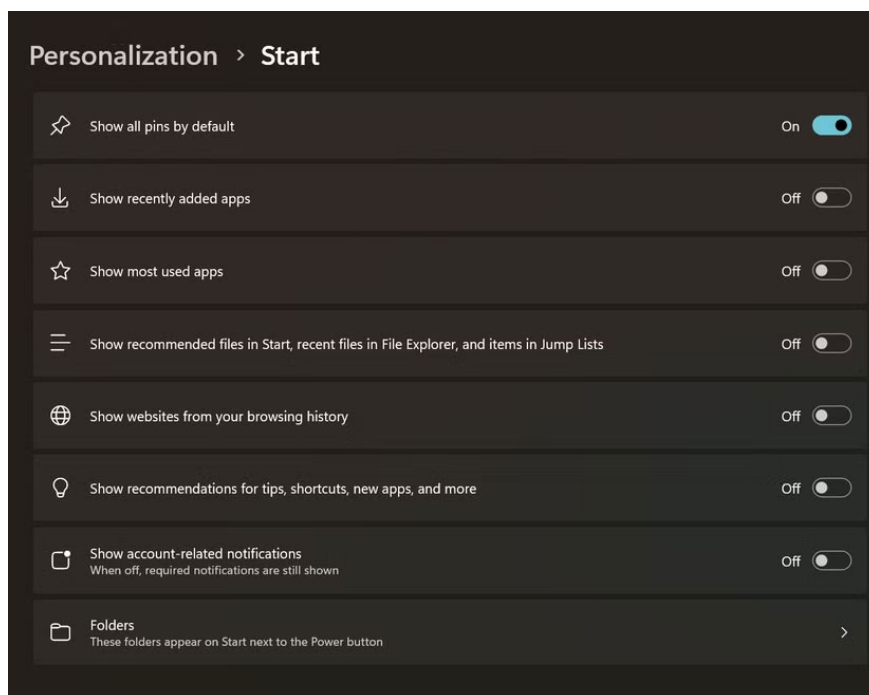 Personalization > Start
Show all pins by default On
Show recently added apps Off
Show most used apps Off
Show recommended files in Start, recent files in File Explorer, and items in Jump Lists Off
Show websites from your browsing history Off
Show recommendations for tips, shortcuts, new apps, and more Off
Show account-related notifications
When off, required notifications are still shown Off
Folders
These folders appear on Start next to the Power button